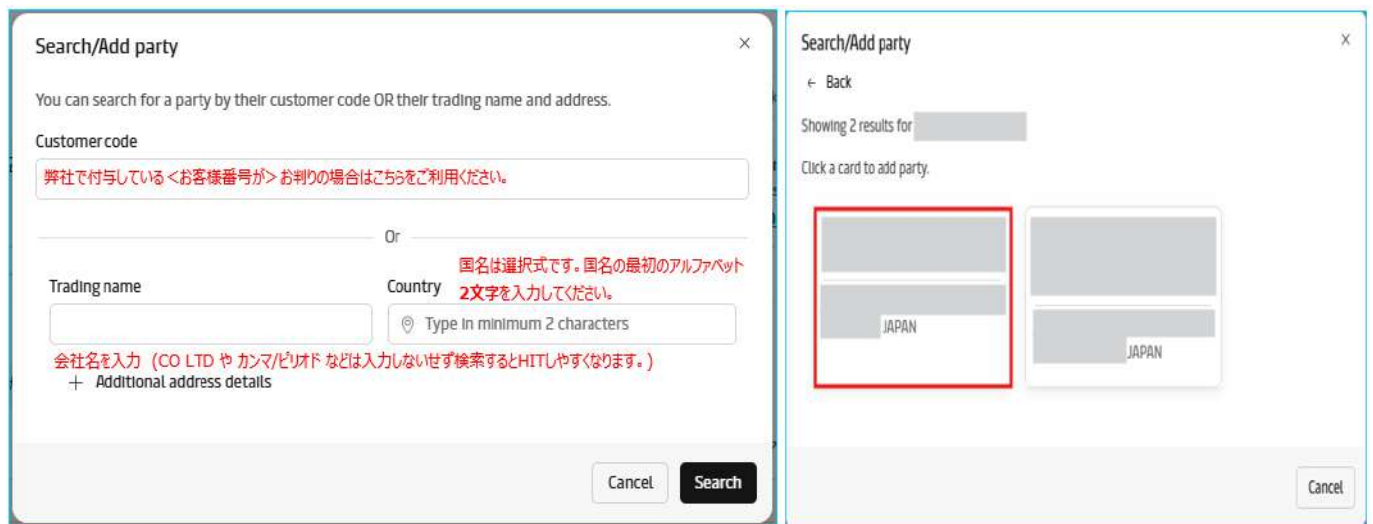 Search/Add party
×
You can search for a party by their customer code OR their trading name and address.
Customer code
弊社で付与している<お客様番号が>お判りの場合はこちらをご利用ください。
Or
国名は選択式です。国名の最初のアルファベット
2文字を入力してください。
Trading name
Country
Type in minimum 2 characters
会社名を入力 (CO LTD や カンマ/ピリオド などは入力しないせず検索するとHITしやすくなります。)
+ Additional address details
Cancel
Search
Search/Add party
X
← Back
Showing 2 results for
Click a card to add party.
JAPAN
JAPAN
Cancel